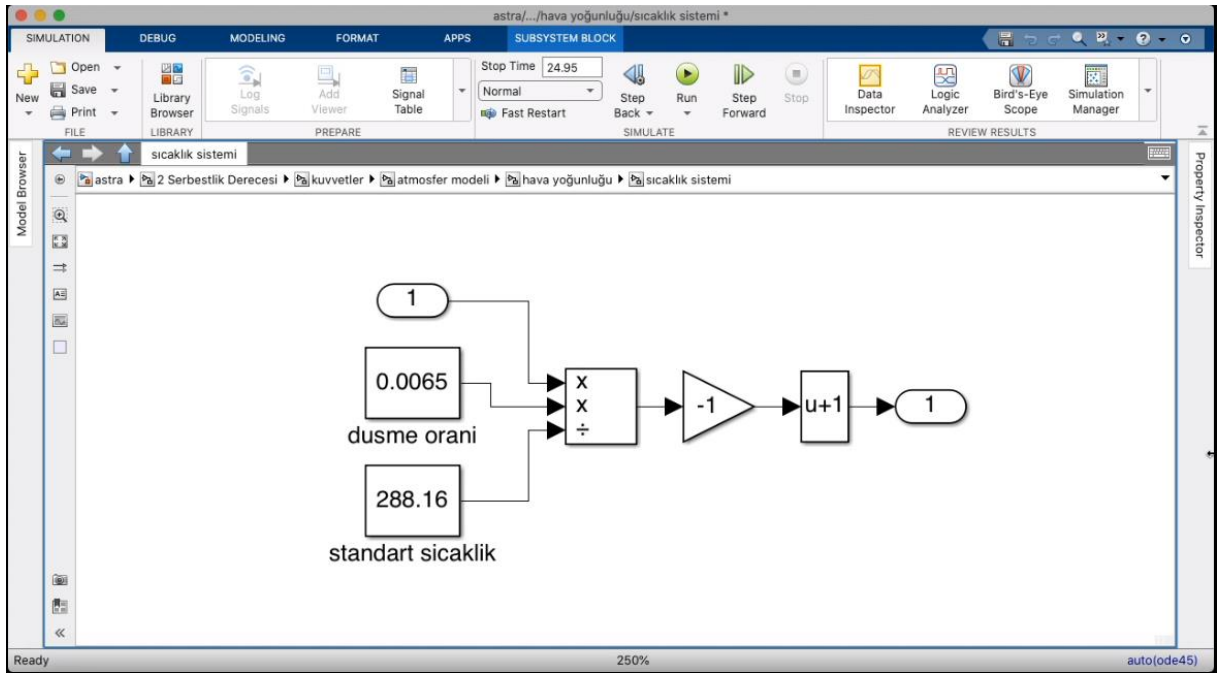 astra/.../hava yoğunluğu/sıcaklık sistemi *
SIMULATION DEBUG MODELING FORMAT APPS SUBSYSTEM BLOCK
New
Open
Save
Print
FILE
Library Browser
LIBRARY
Log Signals
Add Viewer
Signal Table
PREPARE
Stop Time 24.95
Normal
Fast Restart
Step Back
Run
Step Forward
Stop
SIMULATE
Data Inspector
Logic Analyzer
Bird's-Eye Scope
Simulation Manager
REVIEW RESULTS
Model Browser
sıcaklık sistemi
astra 2 Serbestlik Derecesi kuvvetler atmosfer modeli hava yoğunluğu sıcaklık sistemi
Property Inspector
1
0.0065
dusme orani
288.16
standart sicaklik
x
x
÷
-1
u+1
1
Ready 250% auto(ode45)